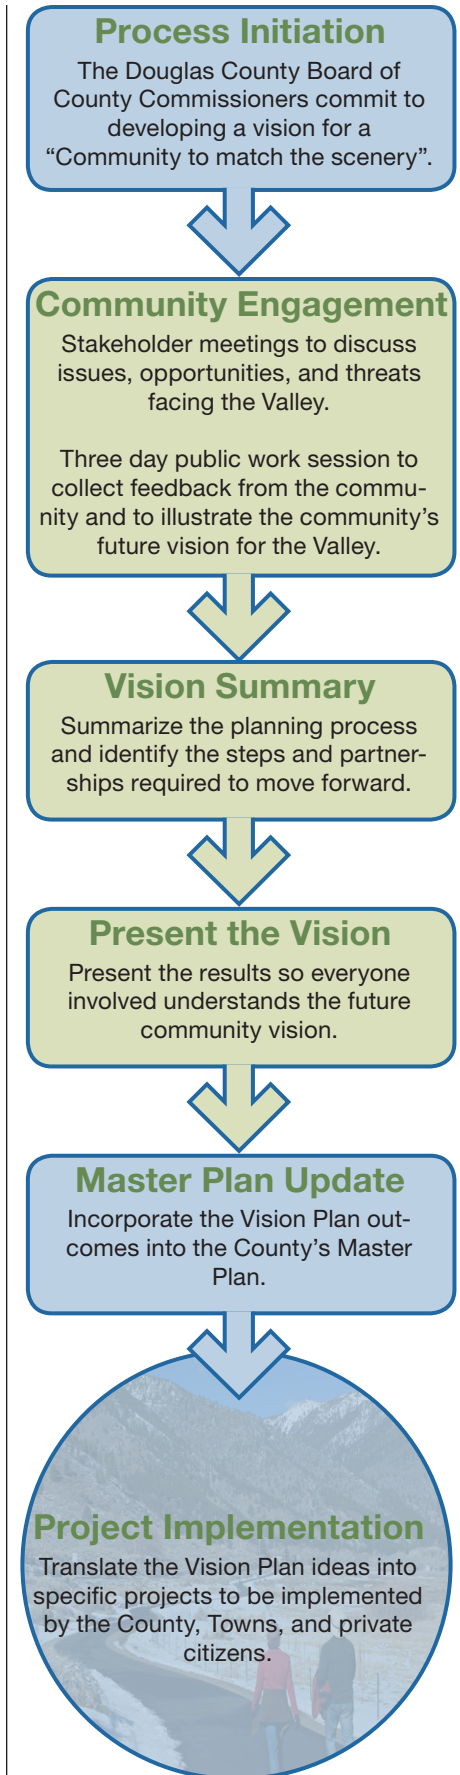 Process Initiation
The Douglas County Board of
County Commissioners commit to
developing a vision for a
“Community to match the scenery”.
Community Engagement
Stakeholder meetings to discuss
issues, opportunities, and threats
facing the Valley.
Three day public work session to
collect feedback from the commu-
nity and to illustrate the community’s
future vision for the Valley.
Vision Summary
Summarize the planning process
and identify the steps and partner-
ships required to move forward.
Present the Vision
Present the results so everyone
involved understands the future
community vision.
Master Plan Update
Incorporate the Vision Plan out-
comes into the County’s Master
Plan.
Project Implementation
Translate the Vision Plan ideas into
specific projects to be implemented
by the County, Towns, and private
citizens.